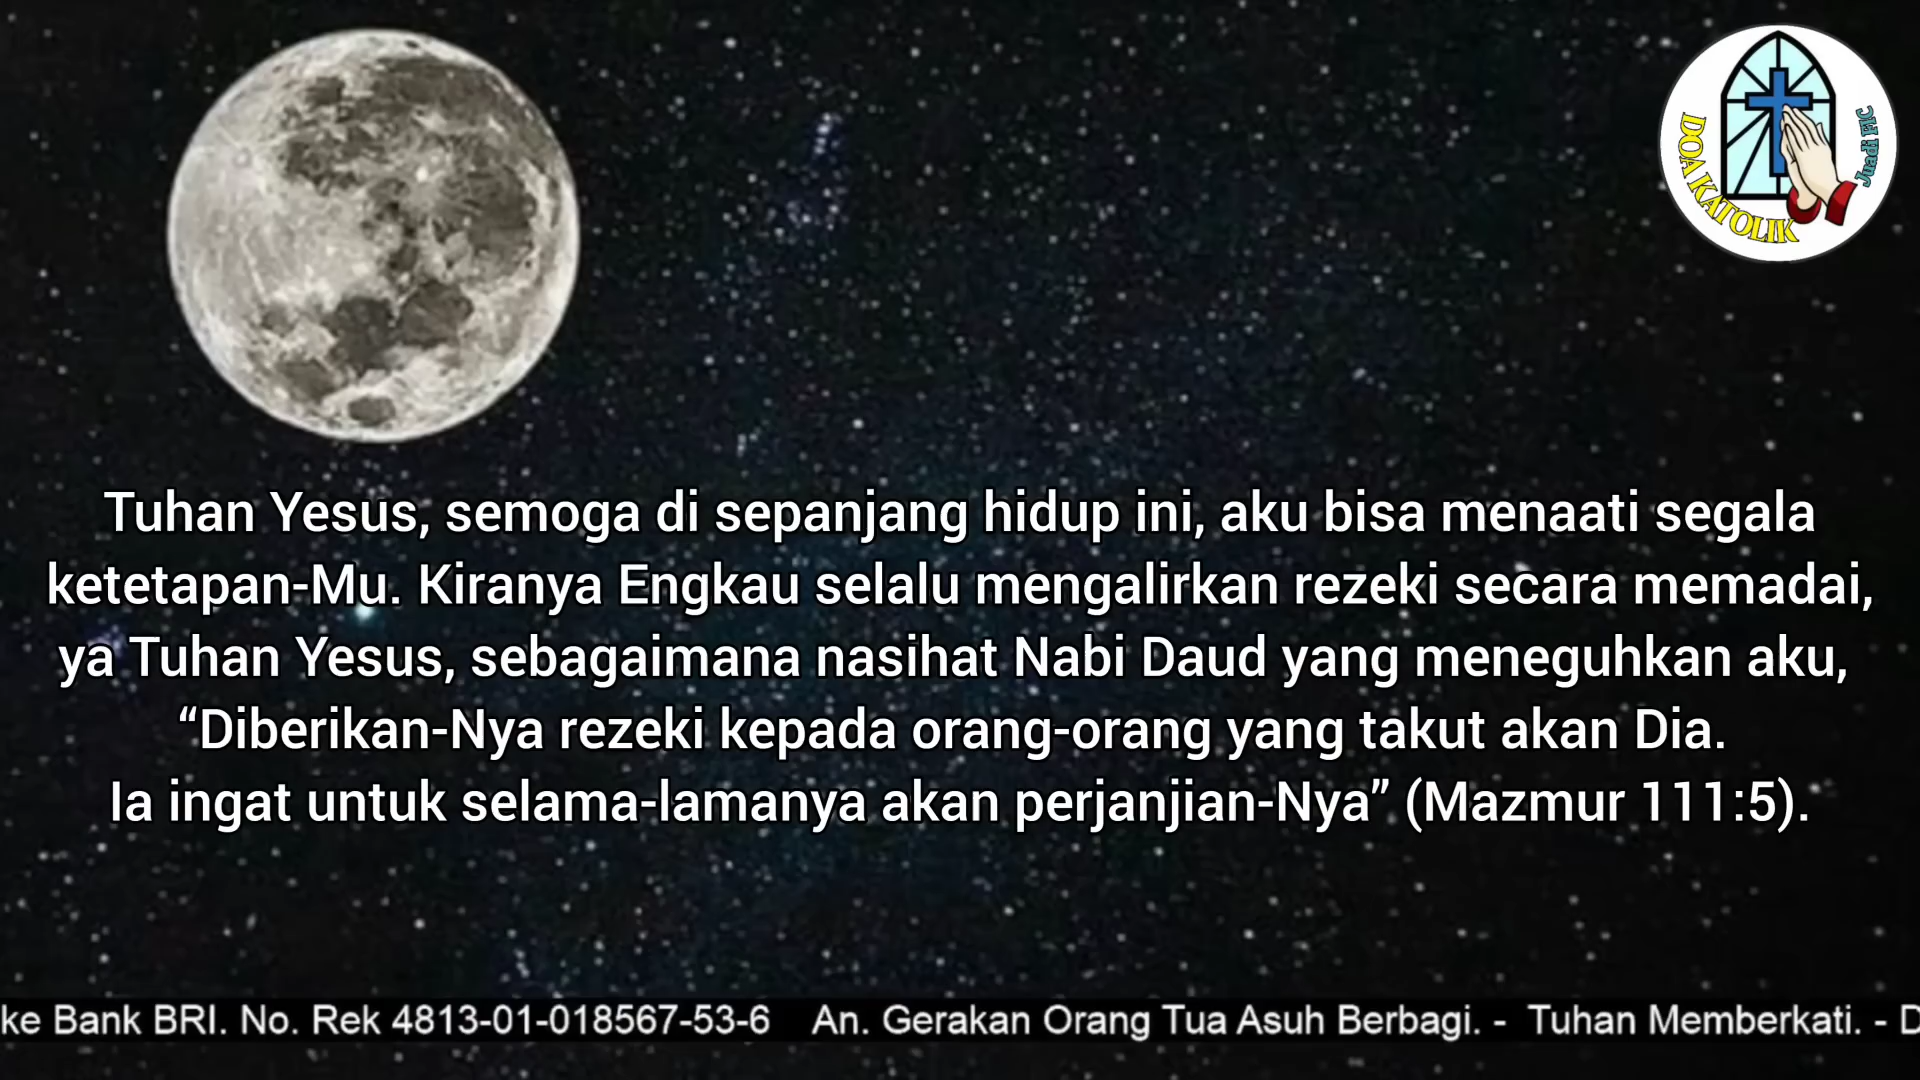 DOA KATOLIK
Juadi FIC
Tuhan Yesus, semoga di sepanjang hidup ini, aku bisa menaati segala
ketetapan-Mu. Kiranya Engkau selalu mengalirkan rezeki secara memadai,
ya Tuhan Yesus, sebagaimana nasihat Nabi Daud yang meneguhkan aku,
“Diberikan-Nya rezeki kepada orang-orang yang takut akan Dia.
Ia ingat untuk selama-lamanya akan perjanjian-Nya” (Mazmur 111:5).
ke Bank BRI. No. Rek 4813-01-018567-53-6 An. Gerakan Orang Tua Asuh Berbagi. - Tuhan Memberkati. - D